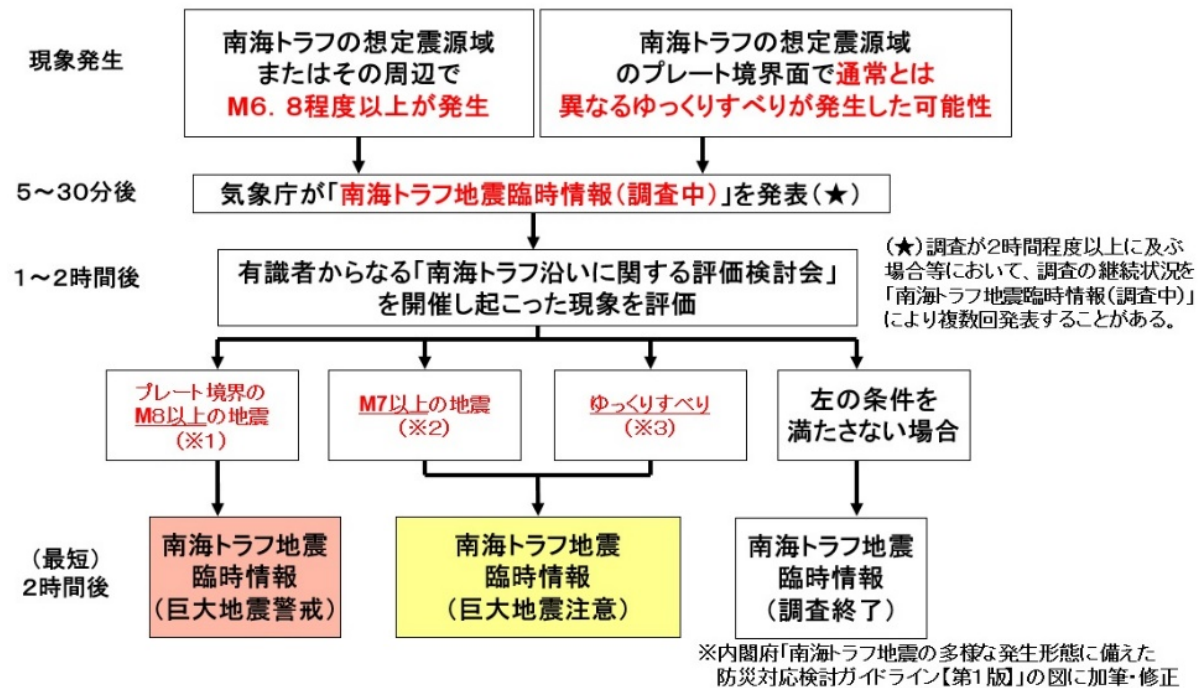 現象発生
南海トラフの想定震源域
またはその周辺で
M6. 8程度以上が発生
南海トラフの想定震源域
のプレート境界面で通常とは
異なるゆっくりすべりが発生した可能性
5～30分後
気象庁が「南海トラフ地震臨時情報(調査中)」を発表(★)
1～2時間後
有識者からなる「南海トラフ沿いに関する評価検討会」
を開催し起こった現象を評価
(★)調査が2時間程度以上に及ぶ
場合等において、調査の継続状況を
「南海トラフ地震臨時情報(調査中)」
により複数回発表することがある。
プレート境界の
M8以上の地震
(※1)
M7以上の地震
(※2)
ゆっくりすべり
(※3)
左の条件を
満たさない場合
(最短)
2時間後
南海トラフ地震
臨時情報
(巨大地震警戒)
南海トラフ地震
臨時情報
(巨大地震注意)
南海トラフ地震
臨時情報
(調査終了)
※内閣府「南海トラフ地震の多様な発生形態に備えた
防災対応検討ガイドライン【第1版】」の図に加筆・修正